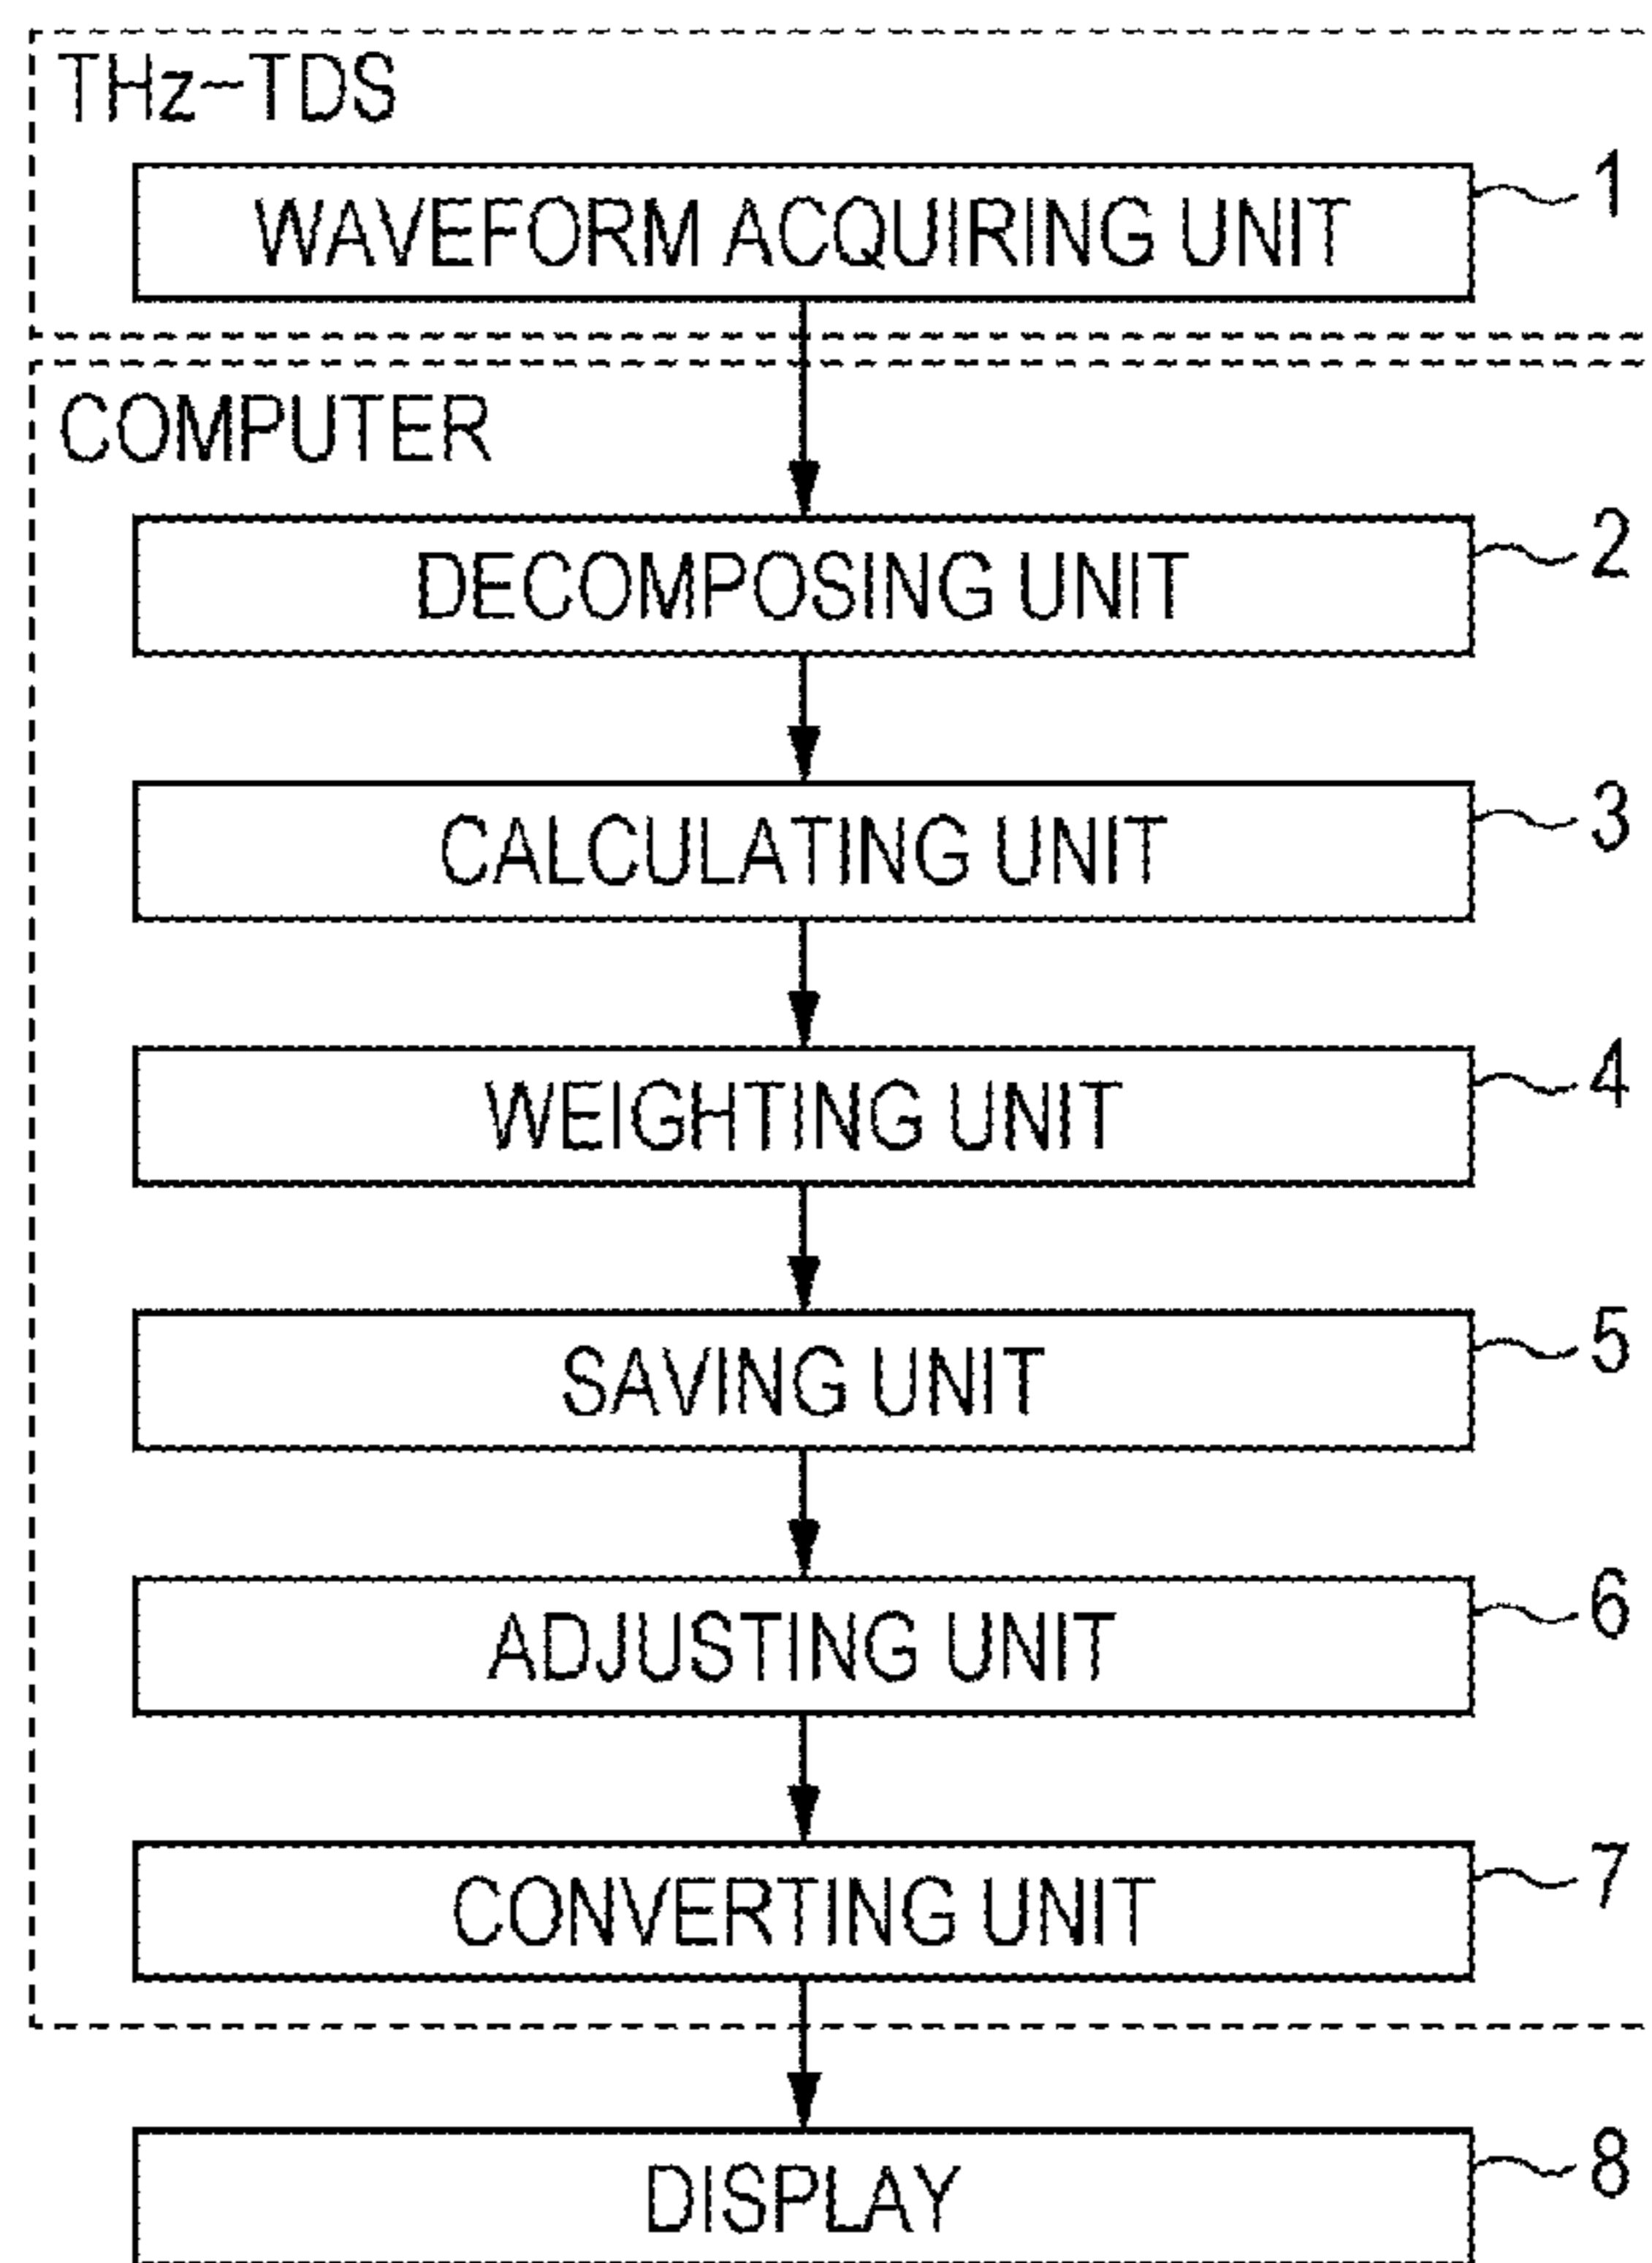 THz-TDS
WAVEFORM ACQUIRING UNIT 1
COMPUTER
DECOMPOSING UNIT 2
CALCULATING UNIT 3
WEIGHTING UNIT 4
SAVING UNIT 5
ADJUSTING UNIT 6
CONVERTING UNIT 7
DISPLAY 8